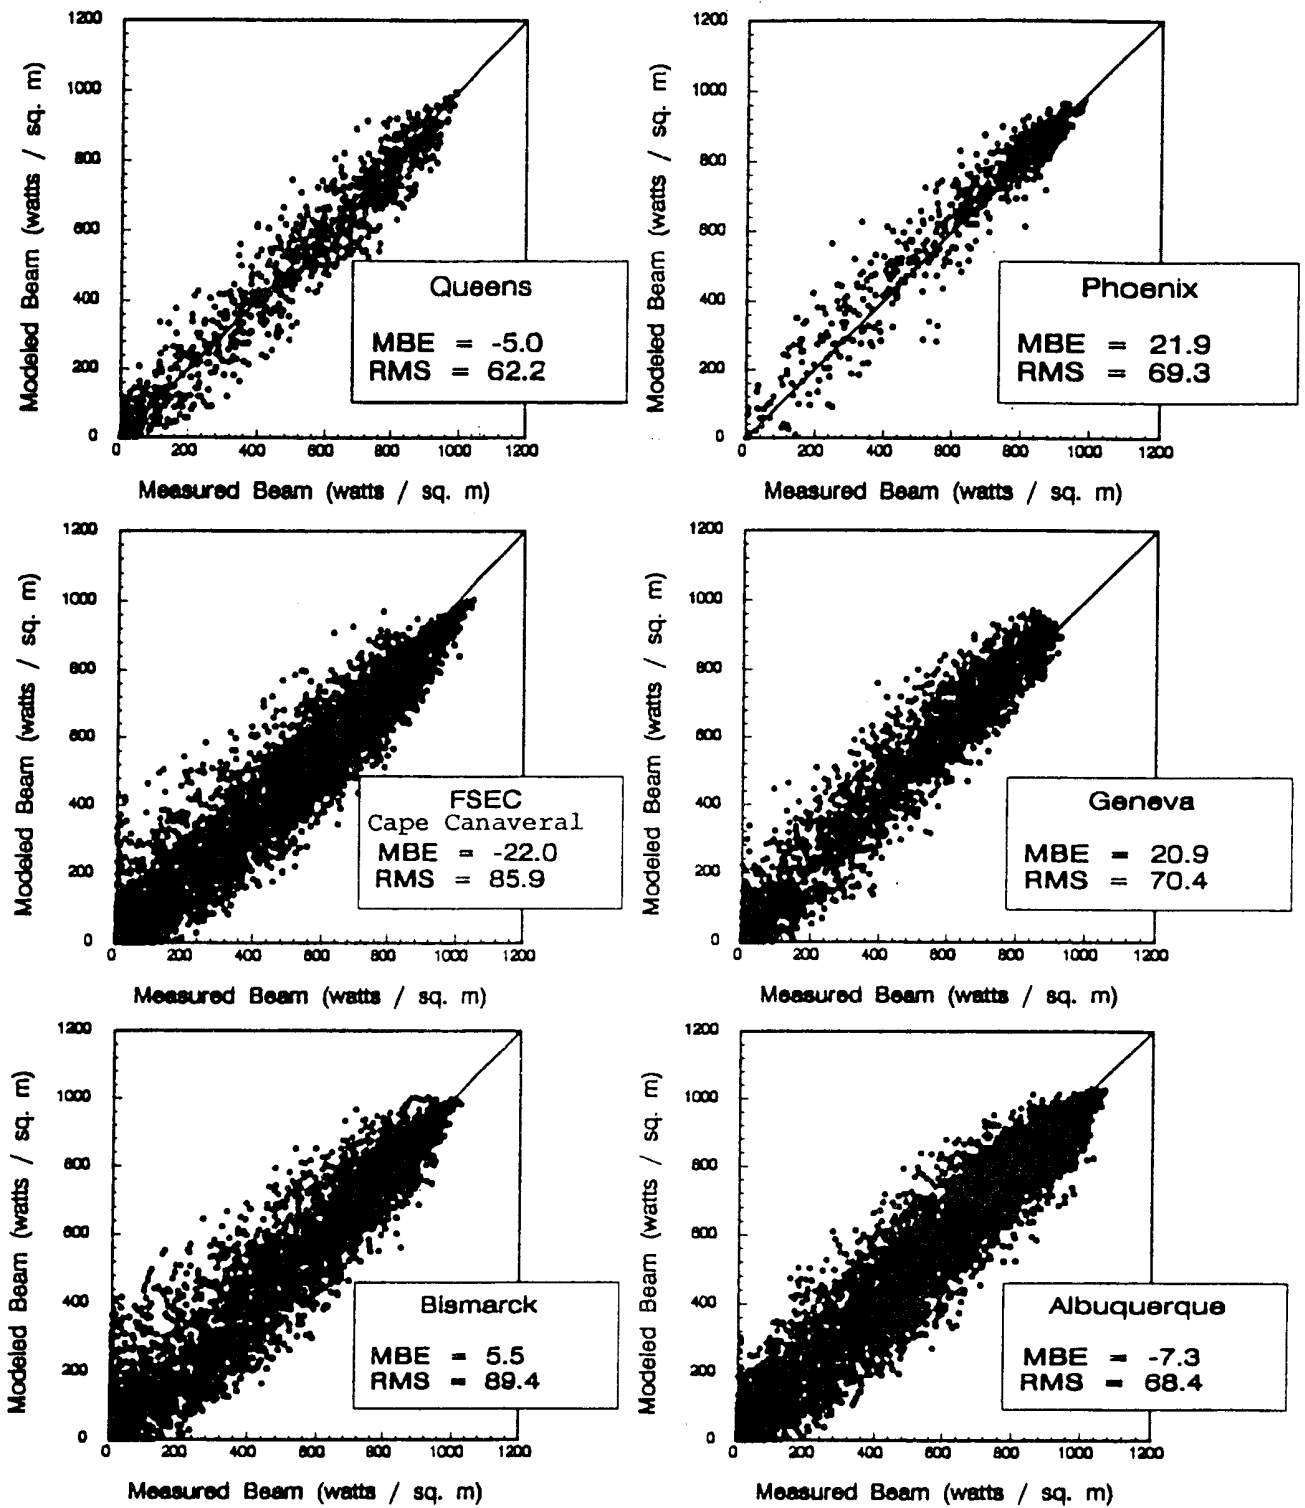 1200
1000
800
600
400
200
0
Modeled Beam (watts / sq. m)
Queens
MBE = -5.0
RMS = 62.2
0 200 400 600 800 1000 1200
Measured Beam (watts / sq. m)
1200
1000
800
600
400
200
0
Modeled Beam (watts / sq. m)
Phoenix
MBE = 21.9
RMS = 69.3
0 200 400 600 800 1000 1200
Measured Beam (watts / sq. m)
1200
1000
800
600
400
200
0
Modeled Beam (watts / sq. m)
FSEC
Cape Canaveral
MBE = -22.0
RMS = 85.9
0 200 400 600 800 1000 1200
Measured Beam (watts / sq. m)
1200
1000
800
600
400
200
0
Modeled Beam (watts / sq. m)
Geneva
MBE = 20.9
RMS = 70.4
0 200 400 600 800 1000 1200
Measured Beam (watts / sq. m)
1200
1000
800
600
400
200
0
Modeled Beam (watts / sq. m)
Bismarck
MBE = 5.5
RMS = 89.4
0 200 400 600 800 1000 1200
Measured Beam (watts / sq. m)
1200
1000
800
600
400
200
0
Modeled Beam (watts / sq. m)
Albuquerque
MBE = -7.3
RMS = 68.4
0 200 400 600 800 1000 1200
Measured Beam (watts / sq. m)